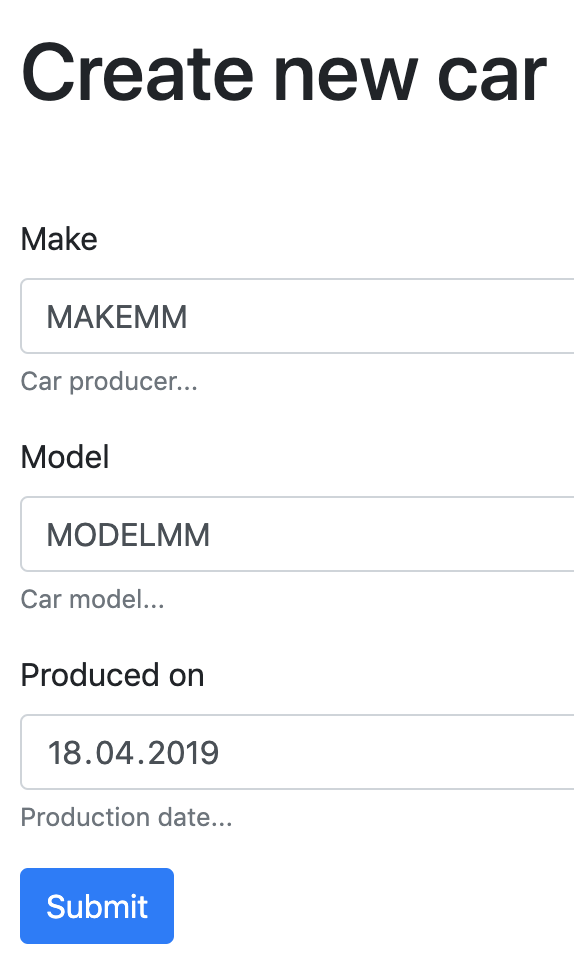 Create new car
Make
MAKEMM
Car producer...
Model
MODELMM
Car model...
Produced on
18.04.2019
Production date...
Submit